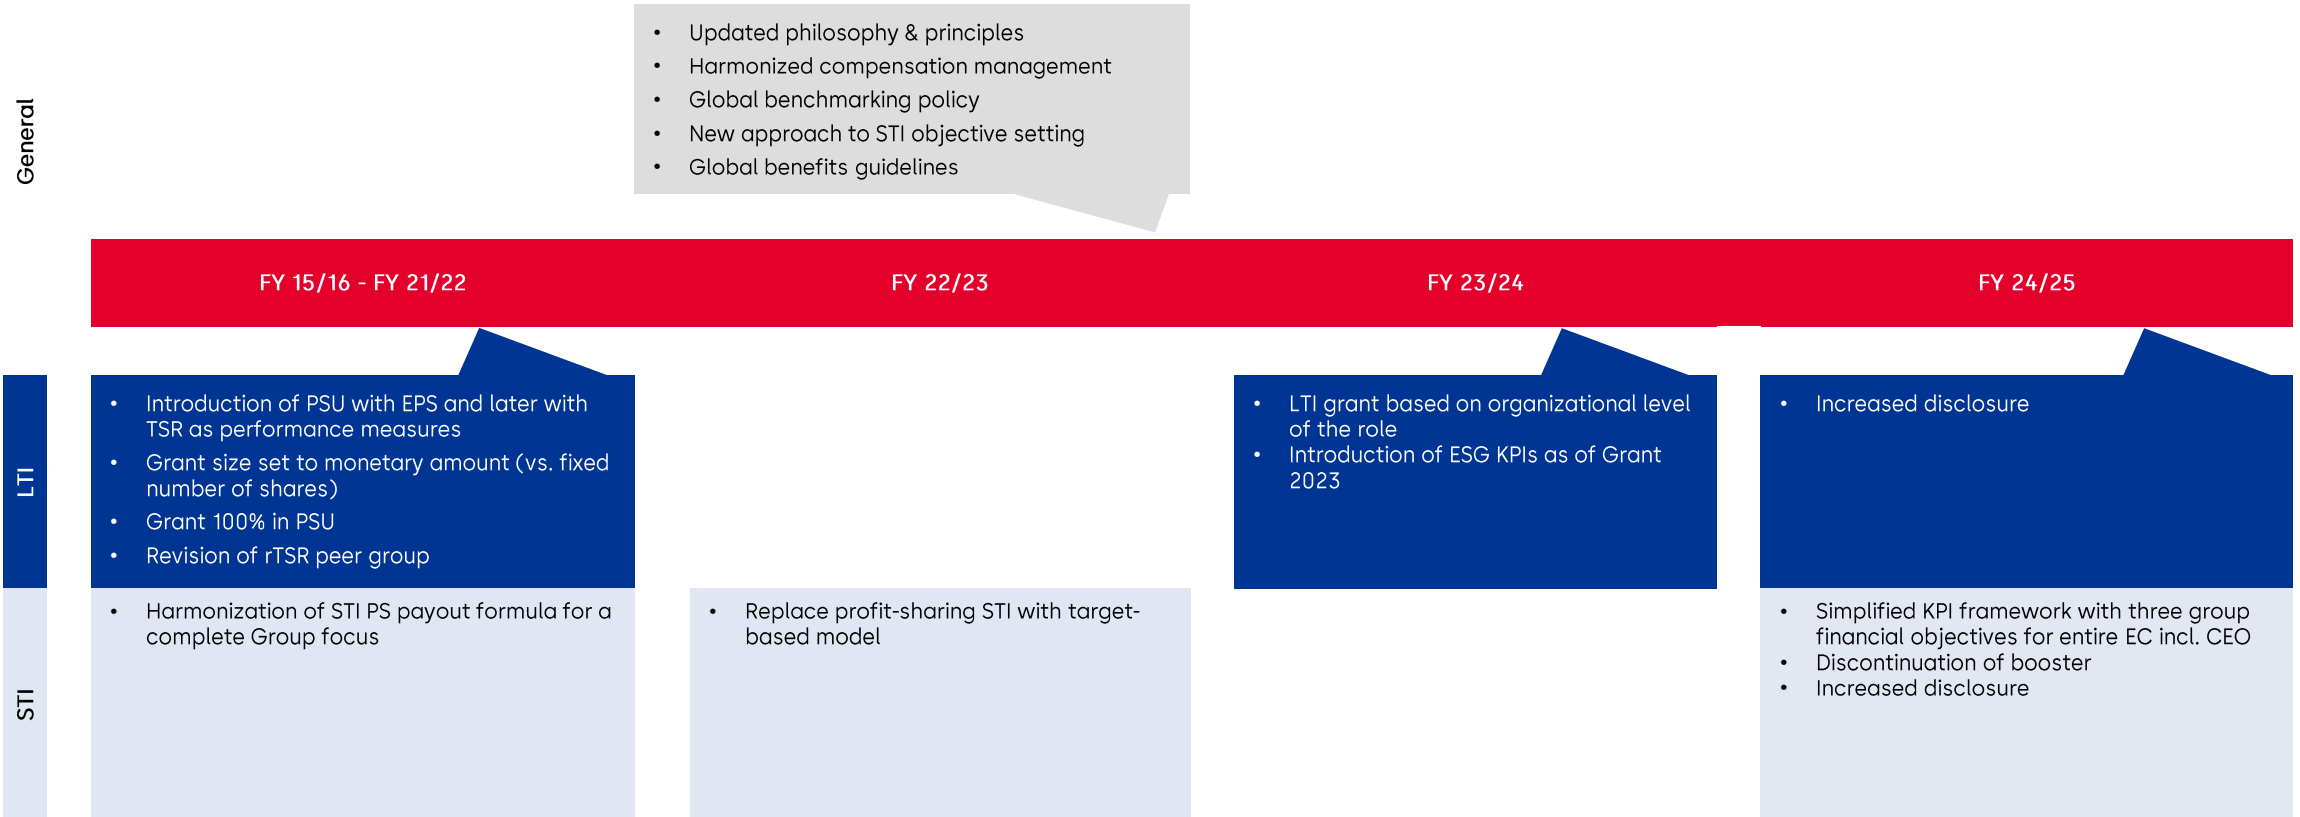 General
• Updated philosophy & principles
• Harmonized compensation management
• Global benchmarking policy
• New approach to STI objective setting
• Global benefits guidelines
FY 15/16 - FY 21/22
FY 22/23
FY 23/24
FY 24/25
LTI
• Introduction of PSU with EPS and later with
TSR as performance measures
• Grant size set to monetary amount (vs. fixed
number of shares)
• Grant 100% in PSU
• Revision of rTSR peer group
• LTI grant based on organizational level
of the role
• Introduction of ESG KPIs as of Grant
2023
• Increased disclosure
STI
• Harmonization of STI PS payout formula for a
complete Group focus
• Replace profit-sharing STI with target-
based model
• Simplified KPI framework with three group
financial objectives for entire EC incl. CEO
• Discontinuation of booster
• Increased disclosure